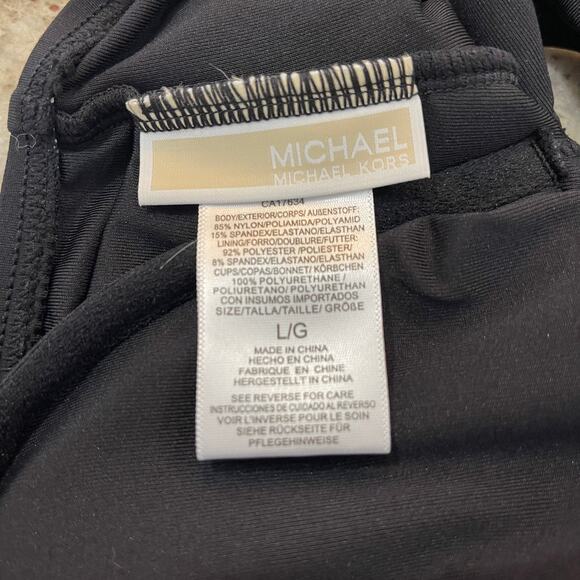 MICHAEL
MICHAEL KORS
CA17634
BODY/EXTERIOR/CORPS/ AUßENSTOFF:
85% NYLON/POLIAMIDA/POLYAMID
15% SPANDEX/ELASTANO/ELASTHAN
LINING/FORRO/DOUBLURE/FUTTER:
92% POLYESTER /POLIESTER/
8% SPANDEX/ELASTANO/ELASTHAN
CUPS/COPAS/BONNET/ KÖRBCHEN
100% POLYURETHANE /
POLIURETANO/ POLYURETHAN
CON INSUMOS IMPORTADOS
SIZE/TALLA/TAILLE/ GRÖSSE
L/G
MADE IN CHINA
HECHO EN CHINA
FABRIQUE EN CHINE
HERGESTELLT IN CHINA
SEE REVERSE FOR CARE
INSTRUCCIONES DE CUIDADO AL REVERSO
VOIR L'INVERSE POUR LE SOIN
SIEHE RÜCKSEITE FÜR
PFLEGEHINWEISE